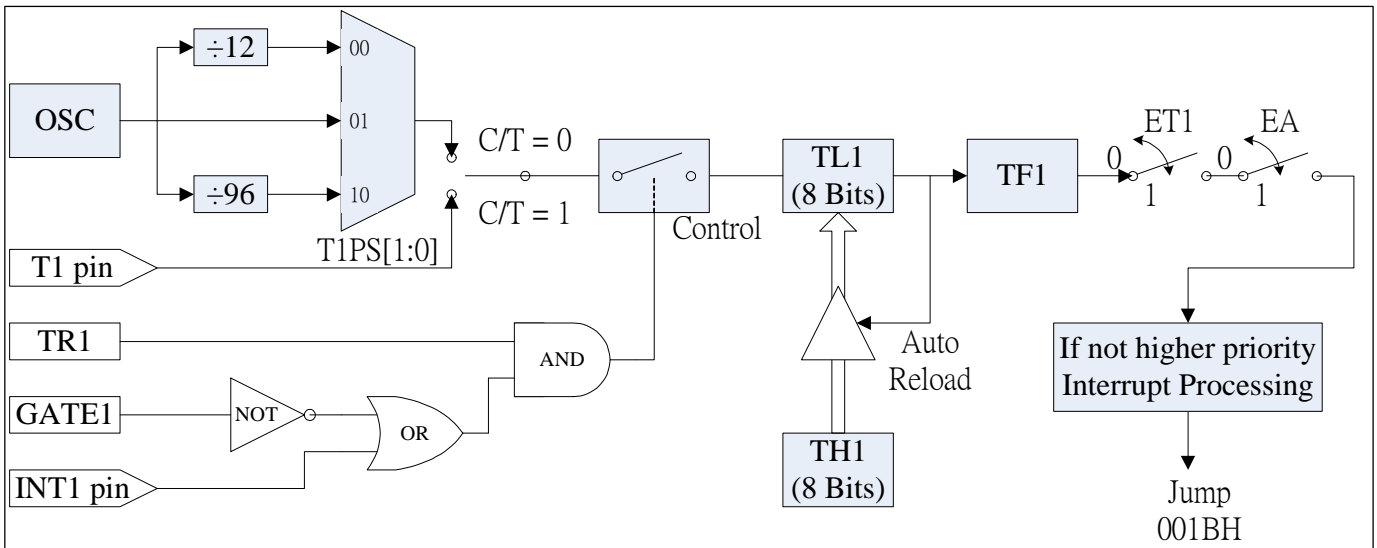 ÷12
00
OSC
01
÷96
10
T1PS[1:0]
C/T = 0
C/T = 1
Control
TL1
(8 Bits)
TF1
ET1
0
1
EA
0
1
T1 pin
TR1
AND
GATE1
NOT
OR
INT1 pin
Auto
Reload
TH1
(8 Bits)
If not higher priority
Interrupt Processing
Jump
001BH